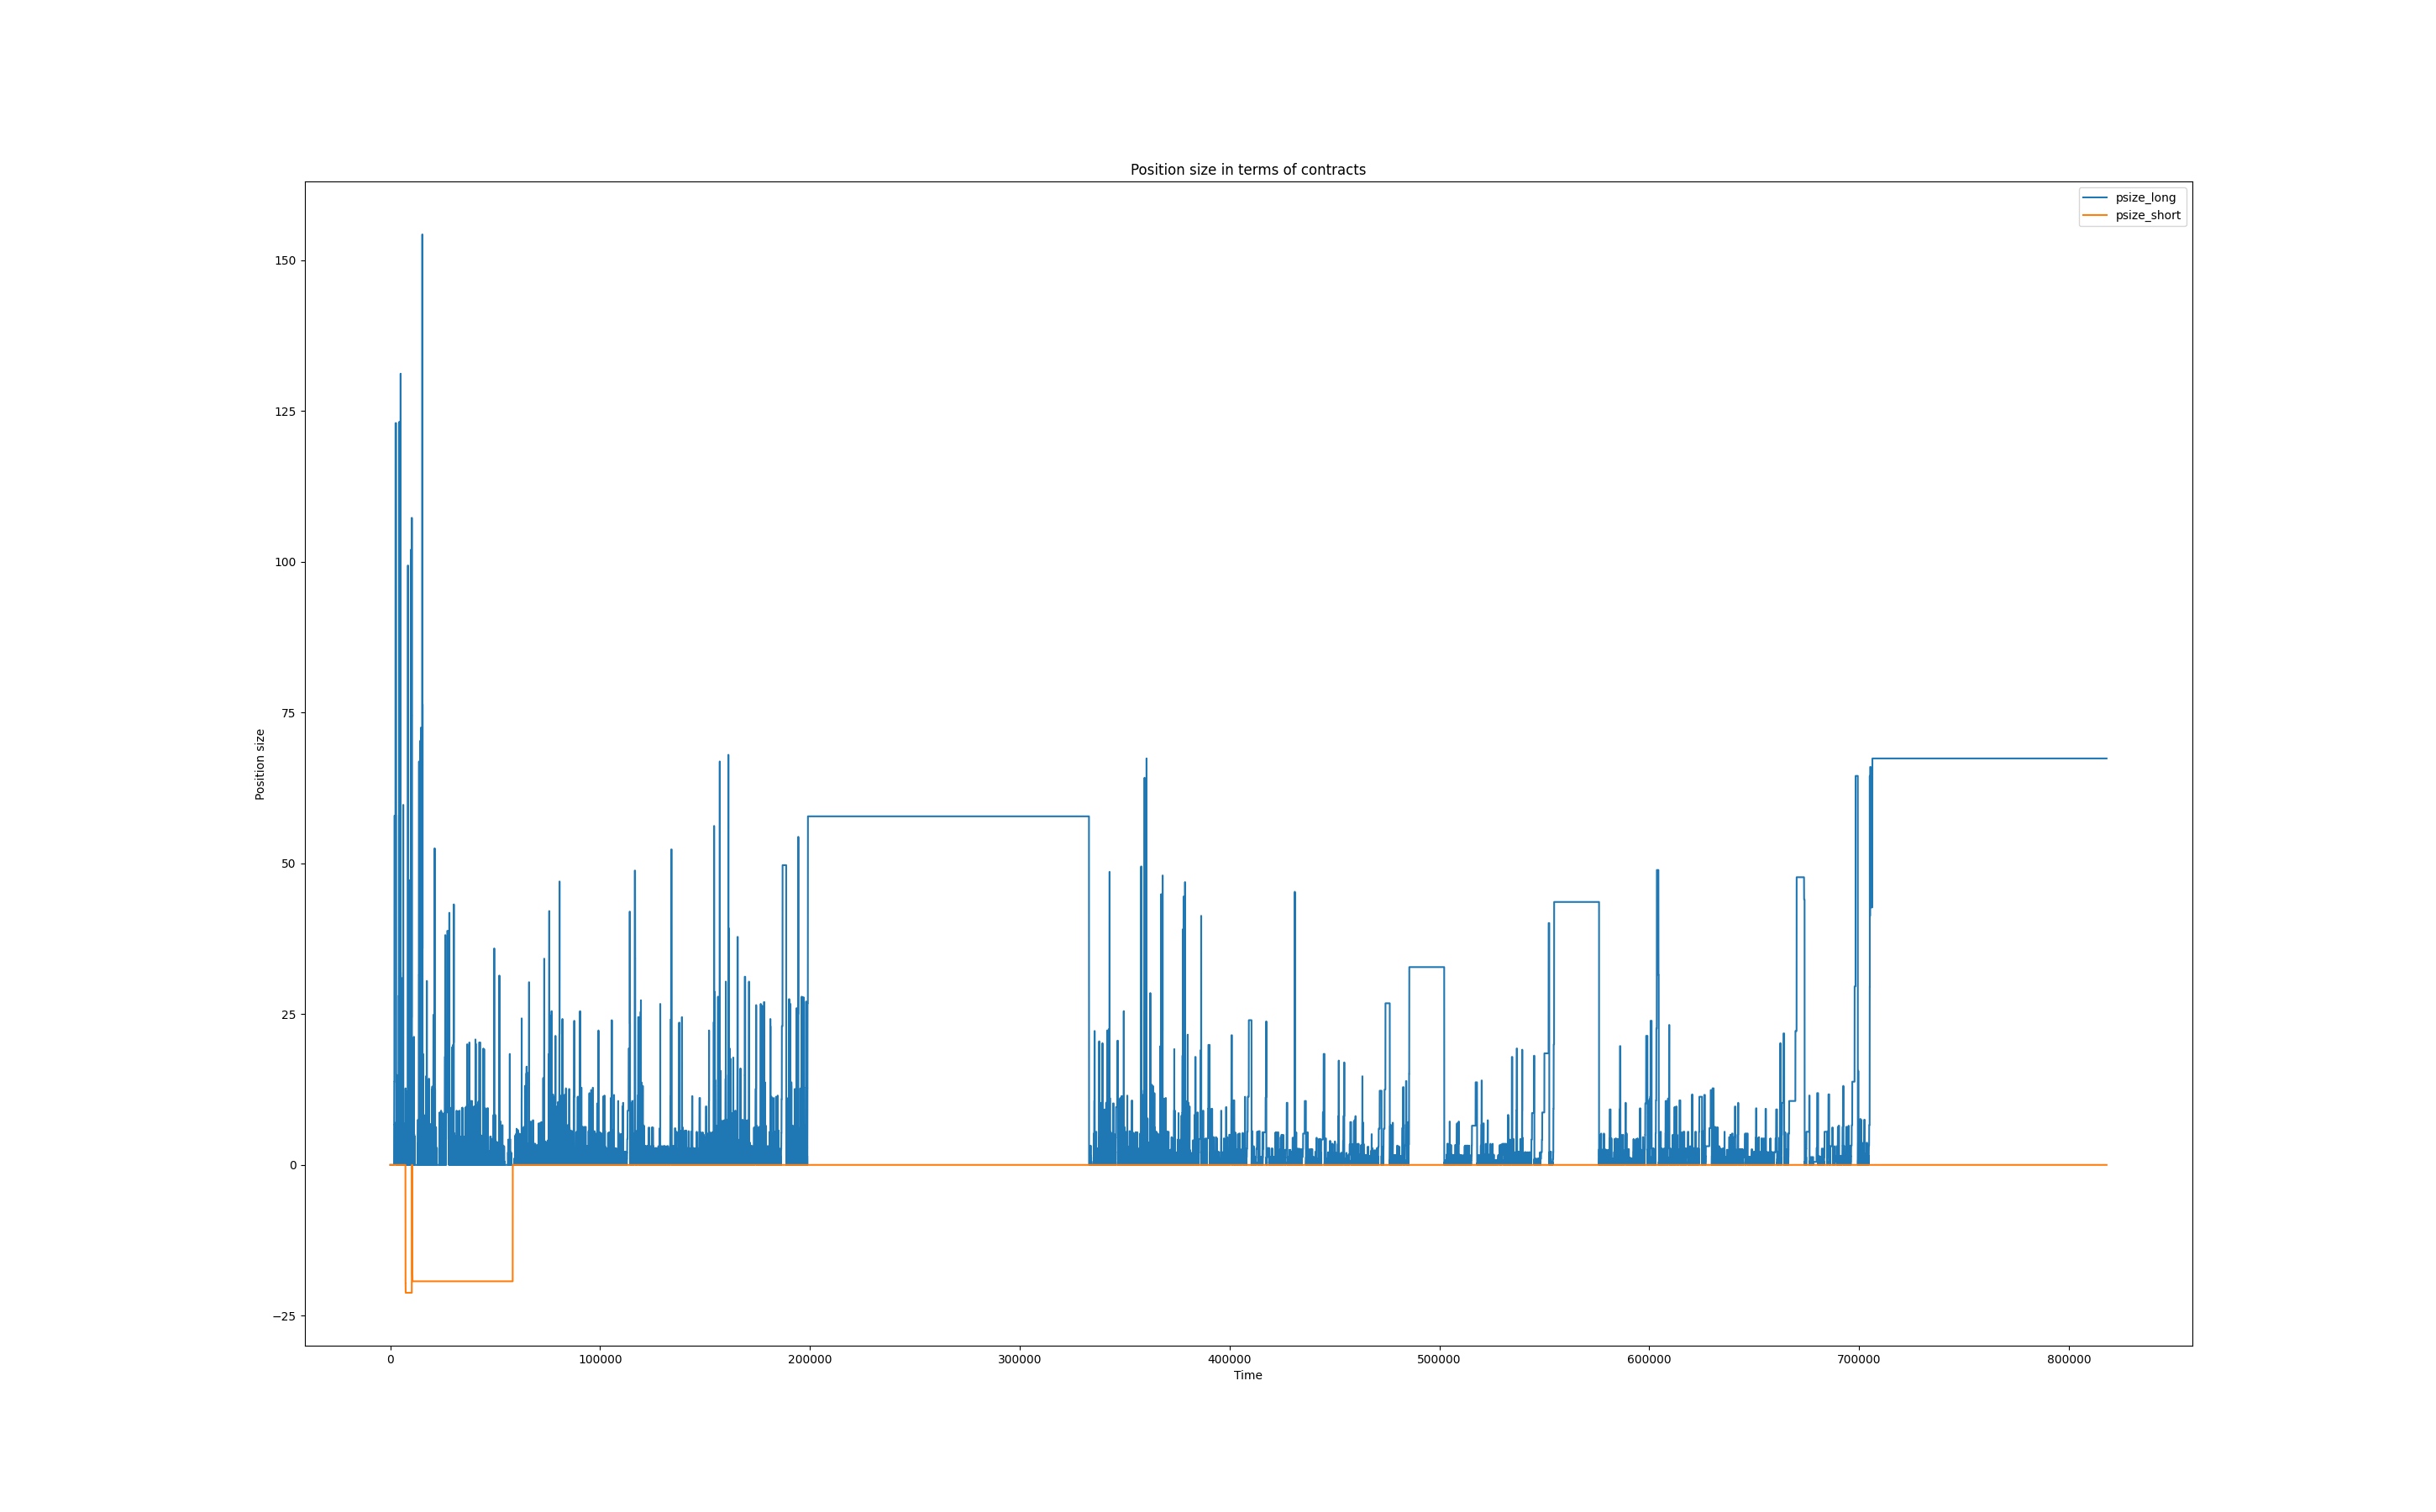 Position size in terms of contracts
psize_long
psize_short
150
125
100
75
50
25
0
−25
Position size
0 100000 200000 300000 400000 500000 600000 700000 800000
Time